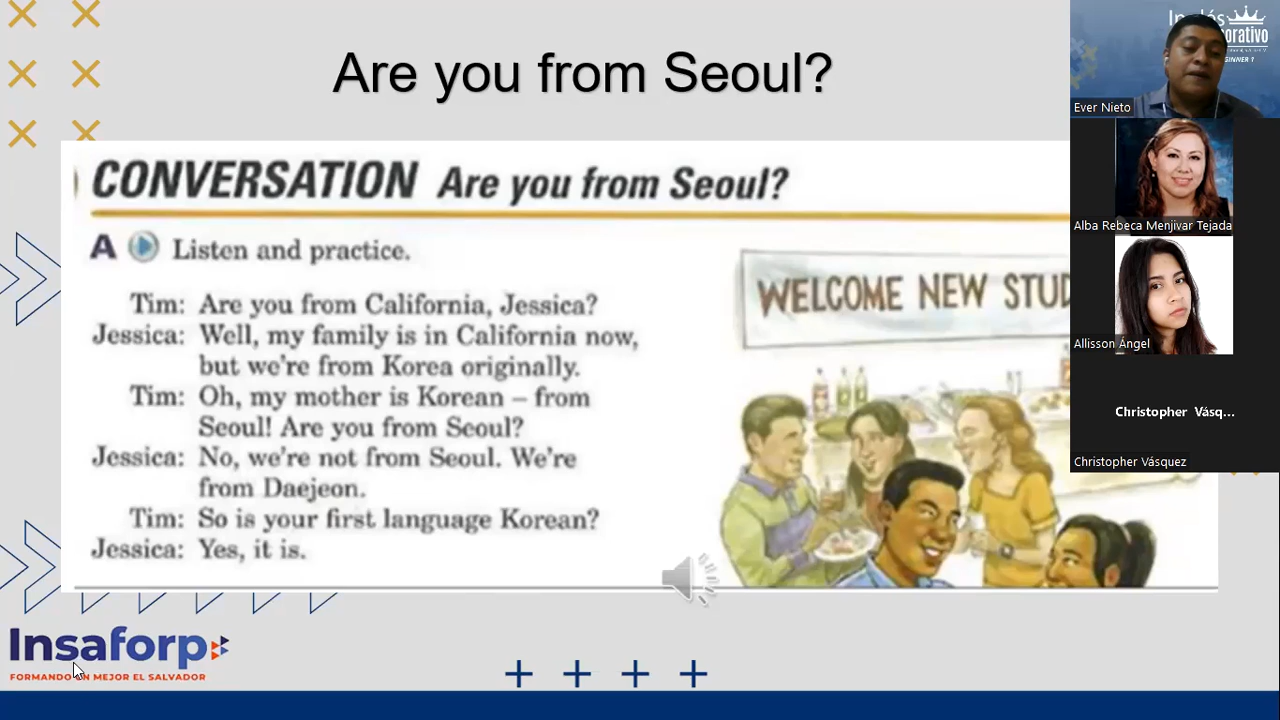 Are you from Seoul?
CONVERSATION Are you from Seoul?
A Listen and practice.
Tim: Are you from California, Jessica?
Jessica: Well, my family is in California now,
but we're from Korea originally.
Tim: Oh, my mother is Korean – from
Seoul! Are you from Seoul?
Jessica: No, we're not from Seoul. We're
from Daejeon.
Tim: So is your first language Korean?
Jessica: Yes, it is.
WELCOME NEW STUD
Insaforp
FORMANDO UN MEJOR EL SALVADOR
Ever Nieto
Alba Rebeca Menjivar Tejada
Allisson Ángel
Christopher Vásq...
Christopher Vásquez